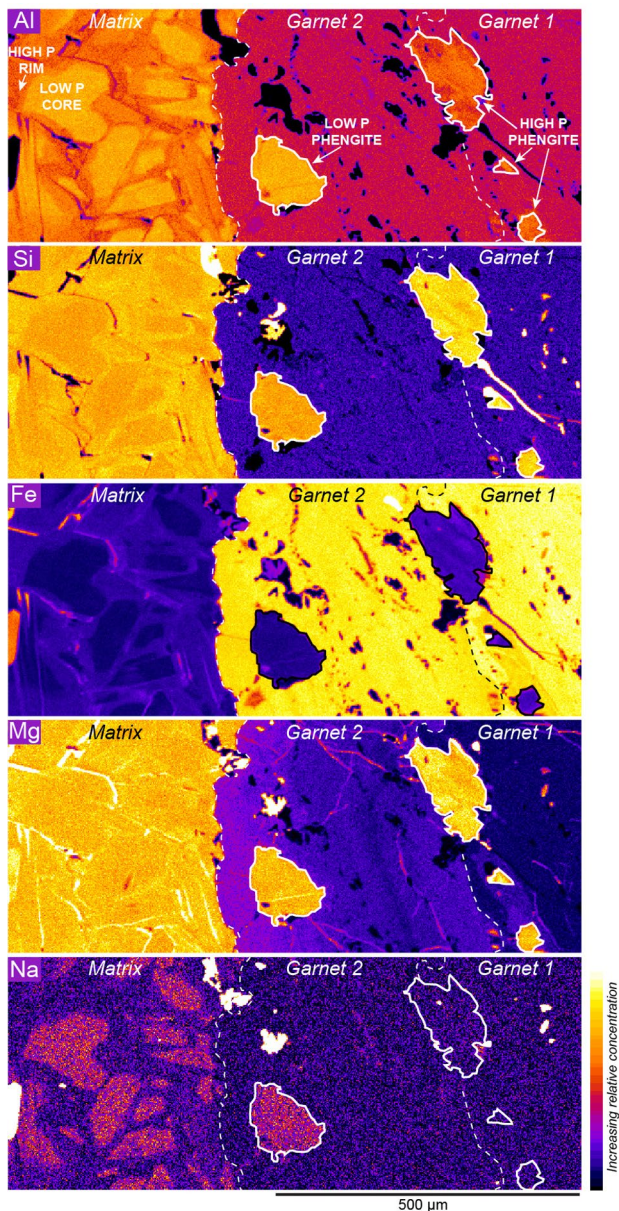 Al
Matrix
Garnet 2
Garnet 1
HIGH P
RIM
LOW P
CORE
LOW P
PHENGITE
HIGH P
PHENGITE
Si
Matrix
Garnet 2
Garnet 1
Fe
Matrix
Garnet 2
Garnet 1
Mg
Matrix
Garnet 2
Garnet 1
Na
Matrix
Garnet 2
Garnet 1
Increasing relative concentration
500 µm